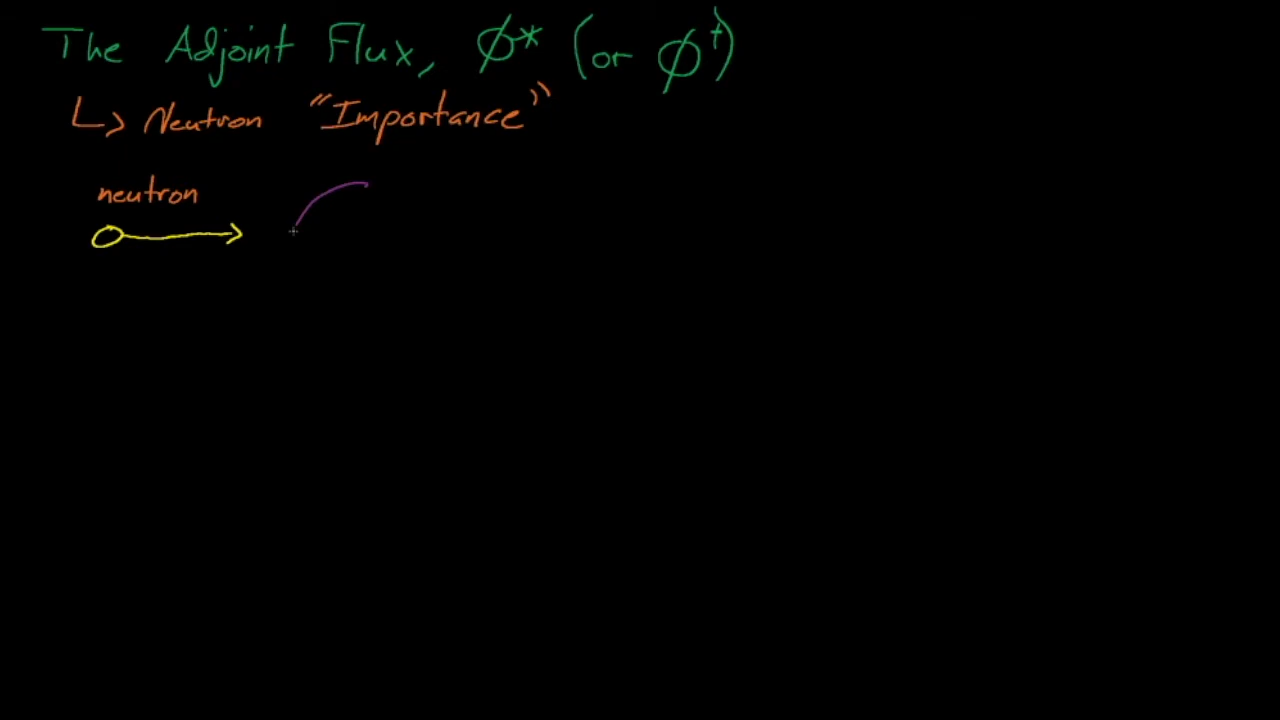 The Adjoint Flux, ϕ* (or ϕ†)
↳ Neutron "Importance"
neutron